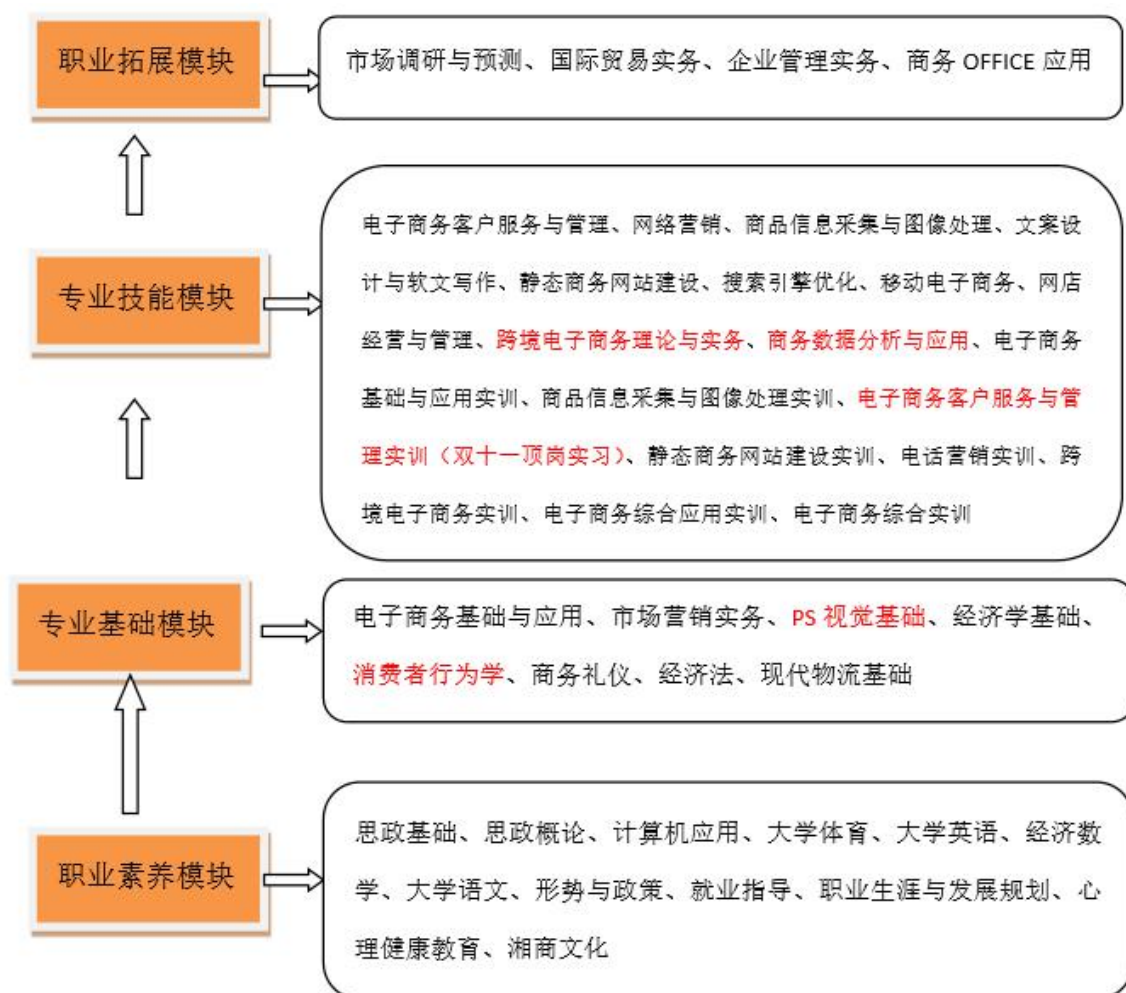 职业拓展模块
市场调研与预测、国际贸易实务、企业管理实务、商务 OFFICE 应用
专业技能模块
电子商务客户服务与管理、网络营销、商品信息采集与图像处理、文案设
计与软文写作、静态商务网站建设、搜索引擎优化、移动电子商务、网店
经营与管理、跨境电子商务理论与实务、商务数据分析与应用、电子商务
基础与应用实训、商品信息采集与图像处理实训、电子商务客户服务与管
理实训（双十一顶岗实习）、静态商务网站建设实训、电话营销实训、跨
境电子商务实训、电子商务综合应用实训、电子商务综合实训
专业基础模块
电子商务基础与应用、市场营销实务、PS 视觉基础、经济学基础、
消费者行为学、商务礼仪、经济法、现代物流基础
职业素养模块
思政基础、思政概论、计算机应用、大学体育、大学英语、经济数
学、大学语文、形势与政策、就业指导、职业生涯与发展规划、心
理健康教育、湘商文化